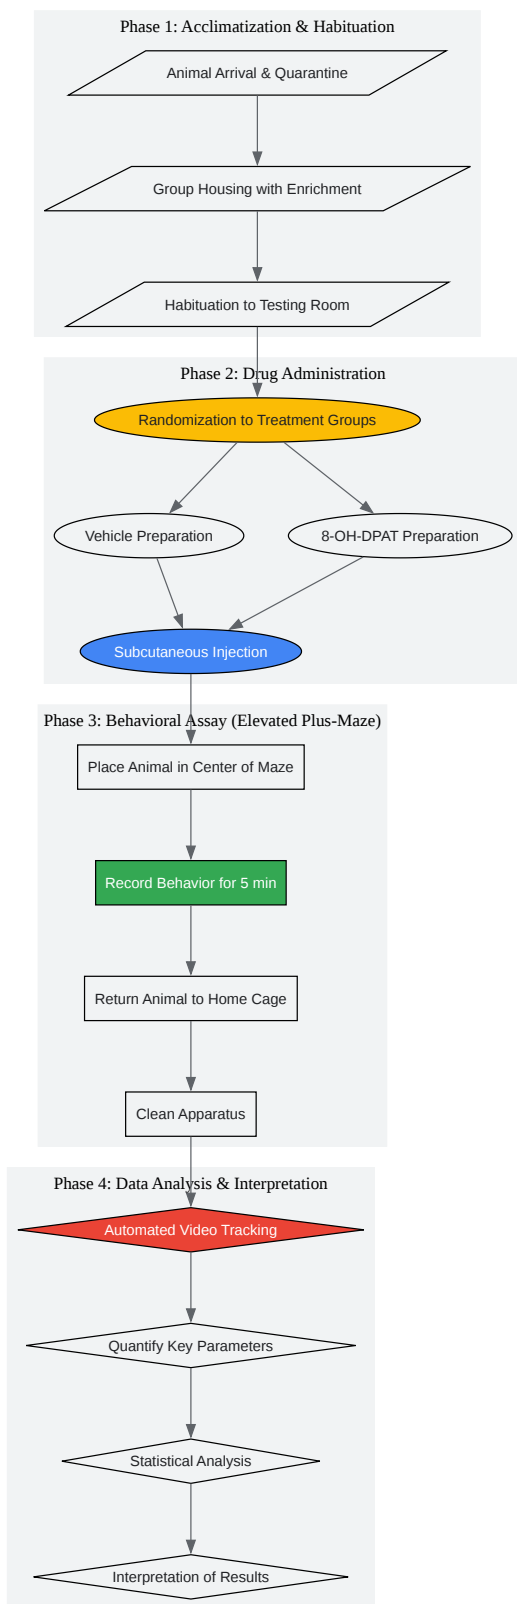 Phase 1: Acclimatization & Habituation
Animal Arrival & Quarantine
Group Housing with Enrichment
Habituation to Testing Room
Phase 2: Drug Administration
Randomization to Treatment Groups
Vehicle Preparation
8-OH-DPAT Preparation
Subcutaneous Injection
Phase 3: Behavioral Assay (Elevated Plus-Maze)
Place Animal in Center of Maze
Record Behavior for 5 min
Return Animal to Home Cage
Clean Apparatus
Phase 4: Data Analysis & Interpretation
Automated Video Tracking
Quantify Key Parameters
Statistical Analysis
Interpretation of Results